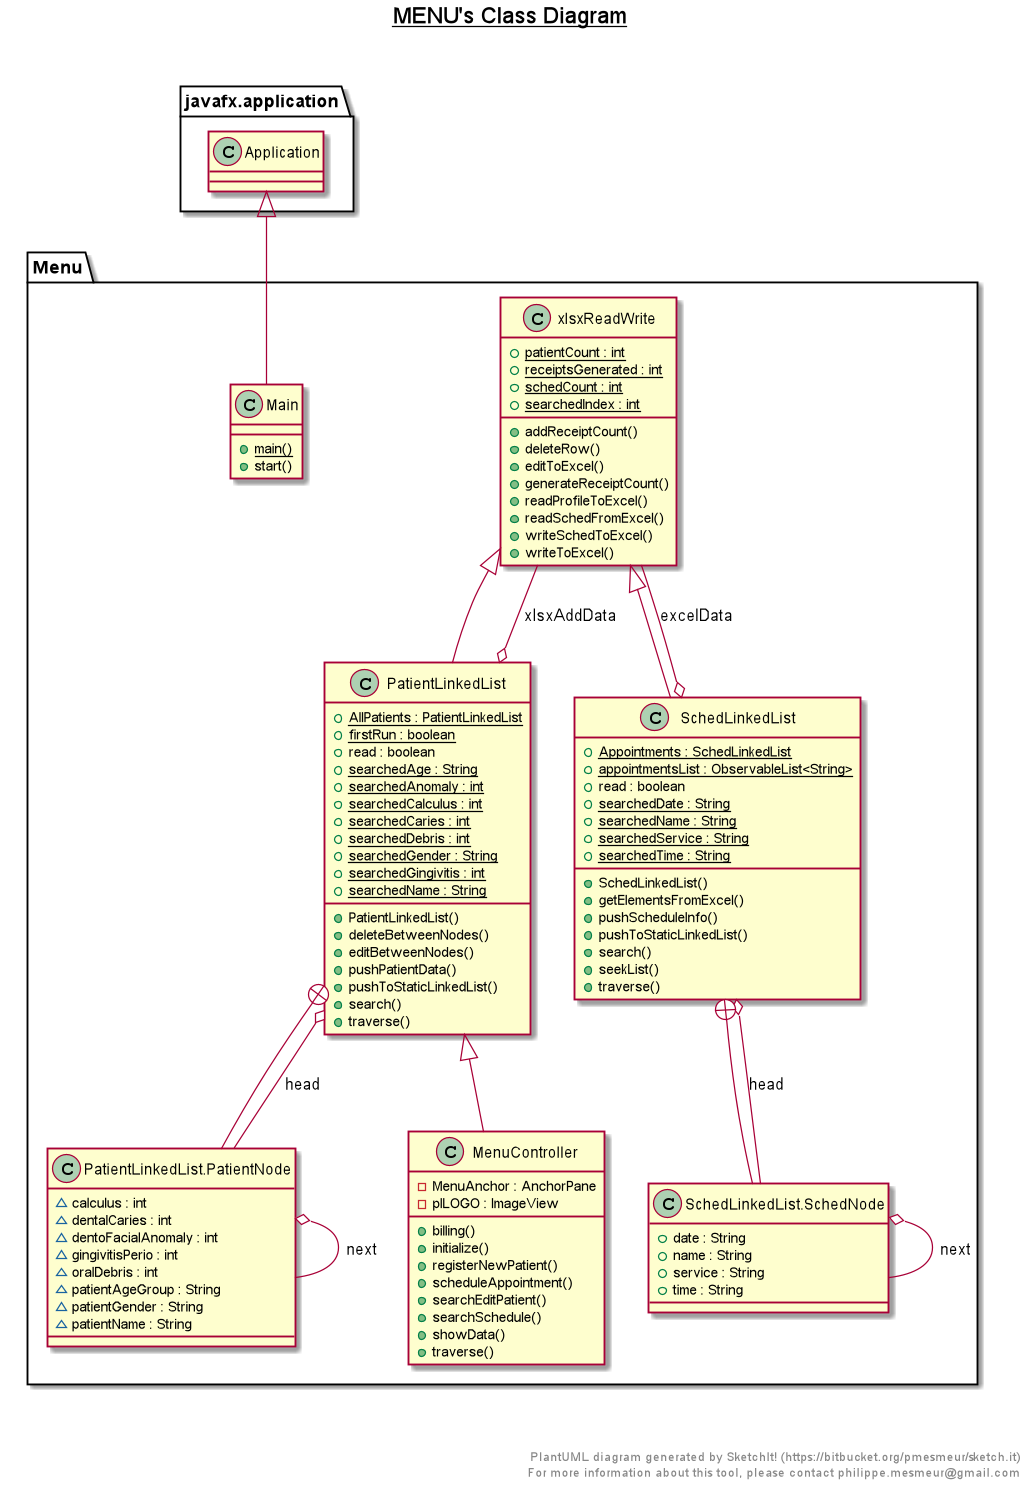 MENU's Class Diagram
javafx.application
C Application
Menu
C xlsxReadWrite
patientCount : int
receiptsGenerated : int
schedCount : int
searchedIndex : int
addReceiptCount()
deleteRow()
editToExcel()
generateReceiptCount()
readProfileToExcel()
readSchedFromExcel()
writeSchedToExcel()
writeToExcel()
C Main
main()
start()
xlsxAddData
excelData
C PatientLinkedList
AllPatients : PatientLinkedList
firstRun : boolean
read : boolean
searchedAge : String
searchedAnomaly : int
searchedCalculus : int
searchedCaries : int
searchedDebris : int
searchedGender : String
searchedGingivitis : int
searchedName : String
PatientLinkedList()
deleteBetweenNodes()
editBetweenNodes()
pushPatientData()
pushToStaticLinkedList()
search()
traverse()
C SchedLinkedList
Appointments : SchedLinkedList
appointmentsList : ObservableList<String>
read : boolean
searchedDate : String
searchedName : String
searchedService : String
searchedTime : String
SchedLinkedList()
getElementsFromExcel()
pushScheduleInfo()
pushToStaticLinkedList()
search()
seekList()
traverse()
head
head
C PatientLinkedList.PatientNode
calculus : int
dentalCaries : int
dentoFacialAnomaly : int
gingivitisPerio : int
oralDebris : int
patientAgeGroup : String
patientGender : String
patientName : String
next
C MenuController
MenuAnchor : AnchorPane
plLOGO : ImageView
billing()
initialize()
registerNewPatient()
scheduleAppointment()
searchEditPatient()
searchSchedule()
showData()
traverse()
C SchedLinkedList.SchedNode
date : String
name : String
service : String
time : String
next
PlantUML diagram generated by SketchIt! (https://bitbucket.org/pmesmeur/sketch.it)
For more information about this tool, please contact philippe.mesmeur@gmail.com